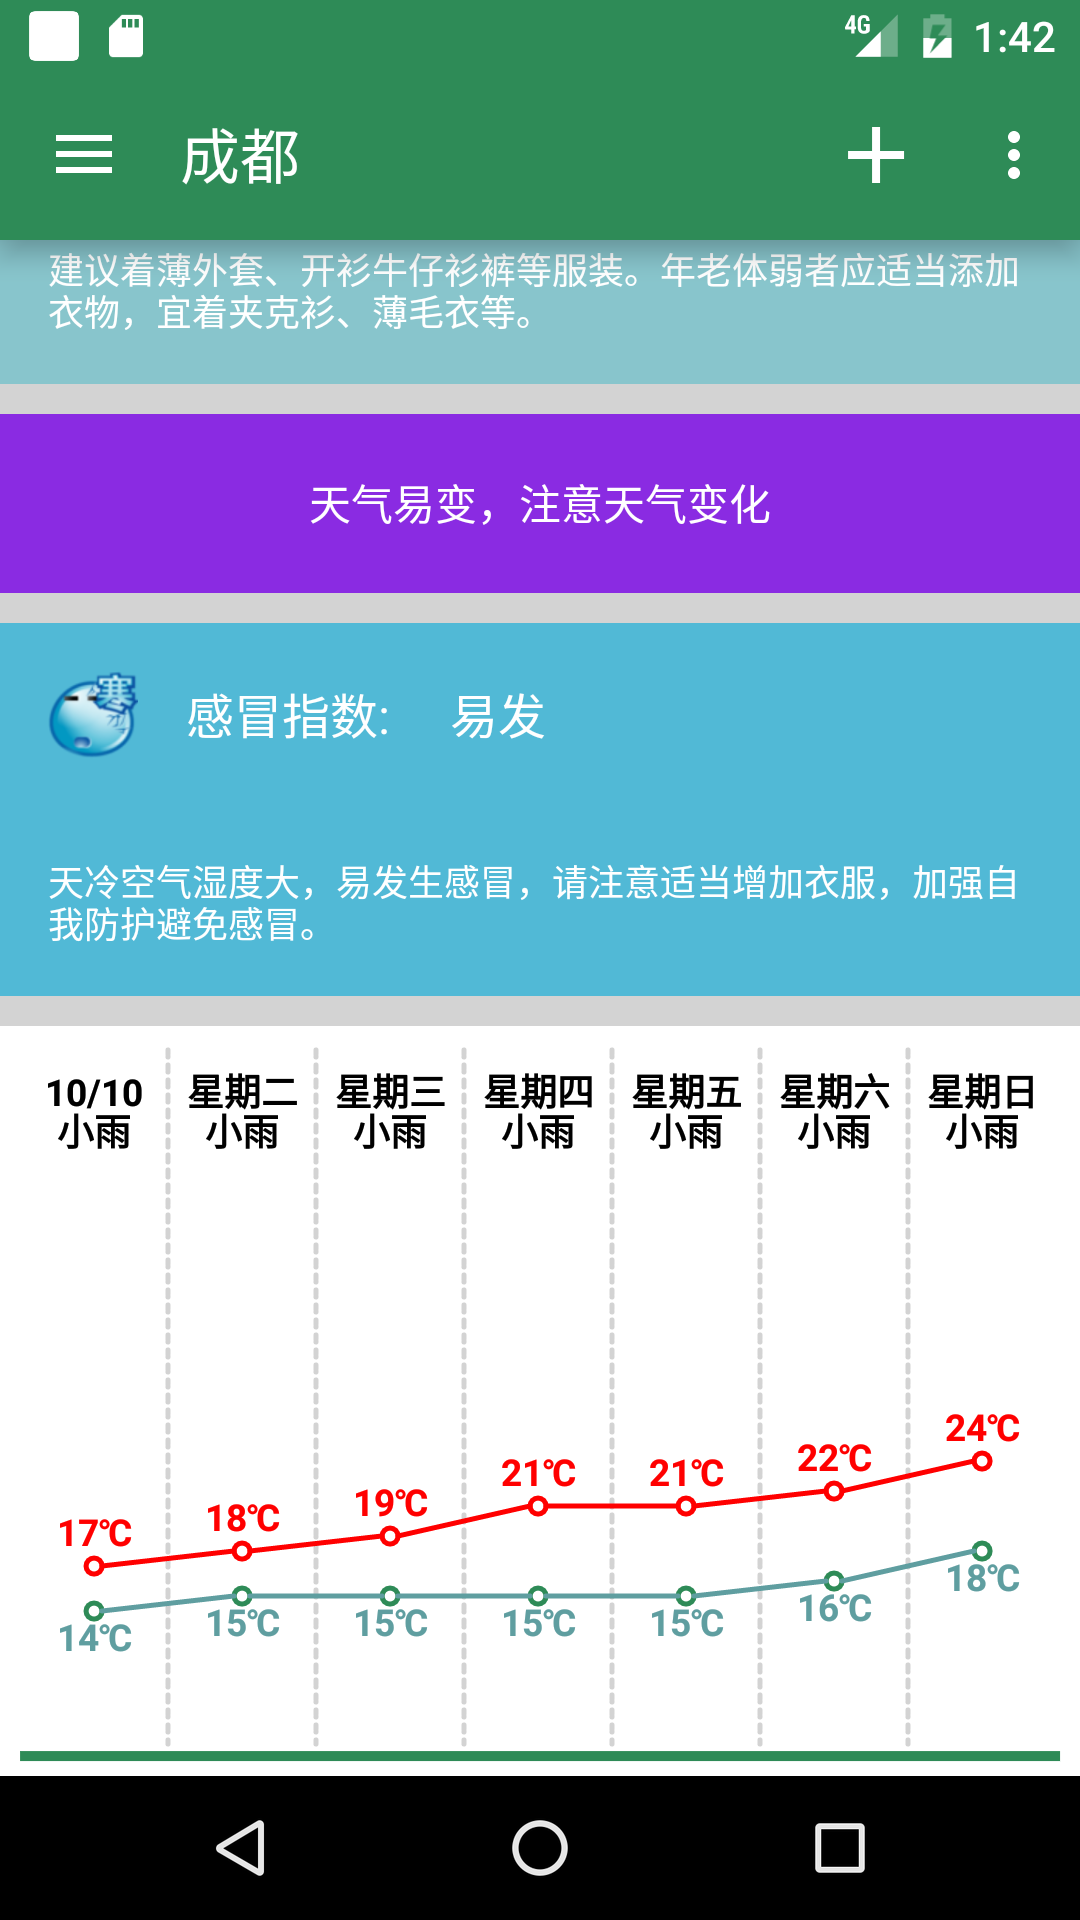 4G 1:42
成都
建议着薄外套、开衫牛仔衫裤等服装。年老体弱者应适当添加
衣物，宜着夹克衫、薄毛衣等。
天气易变，注意天气变化
寒
感冒指数: 易发
天冷空气湿度大，易发生感冒，请注意适当增加衣服，加强自
我防护避免感冒。
10/10 星期二 星期三 星期四 星期五 星期六 星期日
小雨 小雨 小雨 小雨 小雨 小雨 小雨
17℃ 18℃ 19℃ 21℃ 21℃ 22℃ 24℃
14℃ 15℃ 15℃ 15℃ 15℃ 16℃ 18℃